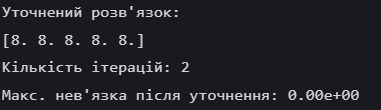 Уточнений розв'язок:
[8. 8. 8. 8. 8.]
Кількість ітерацій: 2
Макс. нев'язка після уточнення: 0.00e+00